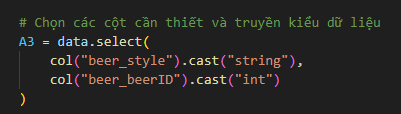 # Chọn các cột cần thiết và truyền kiểu dữ liệu
A3 = data.select(
    col("beer_style").cast("string"),
    col("beer_beerID").cast("int")
)